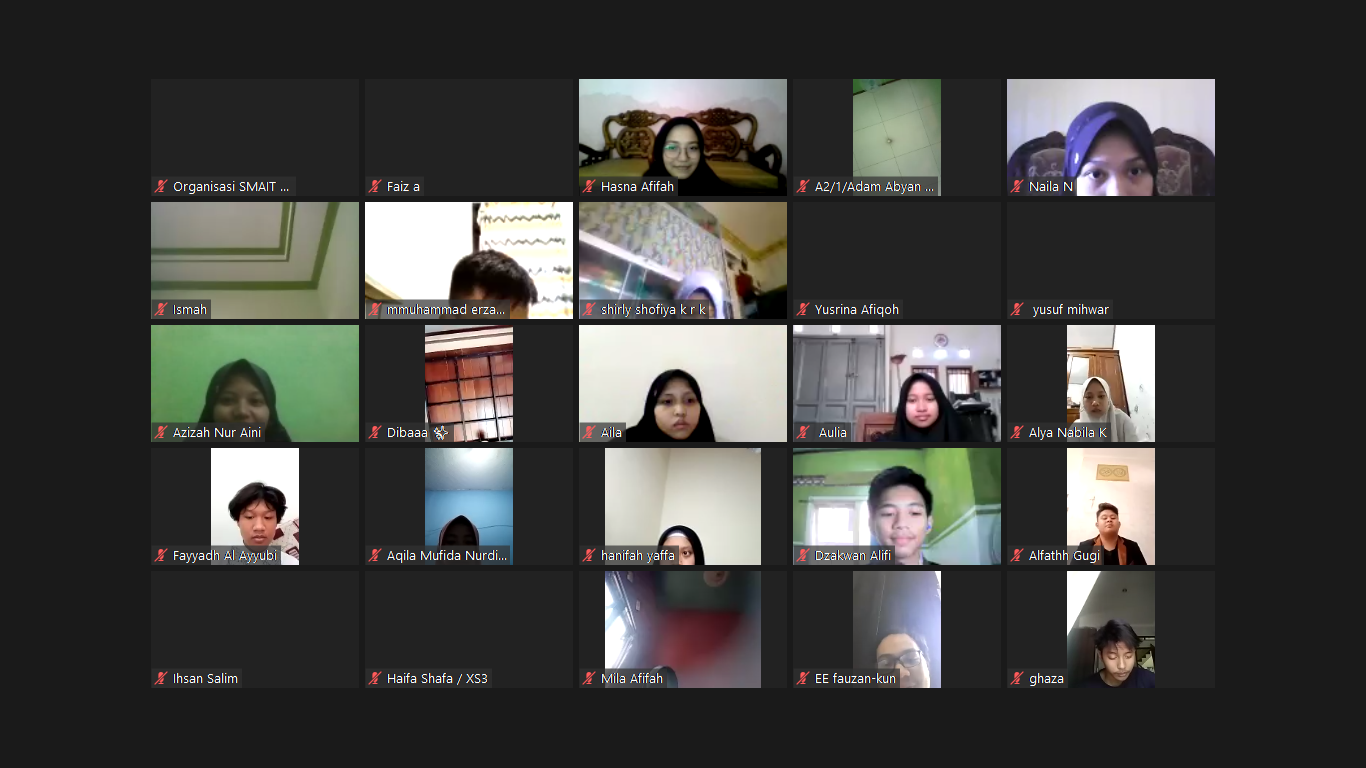 Organisasi SMAIT ...
Faiz a
Hasna Afifah
A2/1/Adam Abyan ...
Naila N
Ismah
mmuhammad erza...
shirly shofiya k r k
Yusrina Afiqoh
yusuf mihwar
Azizah Nur Aini
Dibaaa
Aila
Aulia
Alya Nabila K
Fayyadh Al Ayyubi
Aqila Mufida Nurdi...
hanifah yaffa
Dzakwan Alifi
Alfathh Gugi
Ihsan Salim
Haifa Shafa / XS3
Mila Afifah
EE fauzan-kun
ghaza